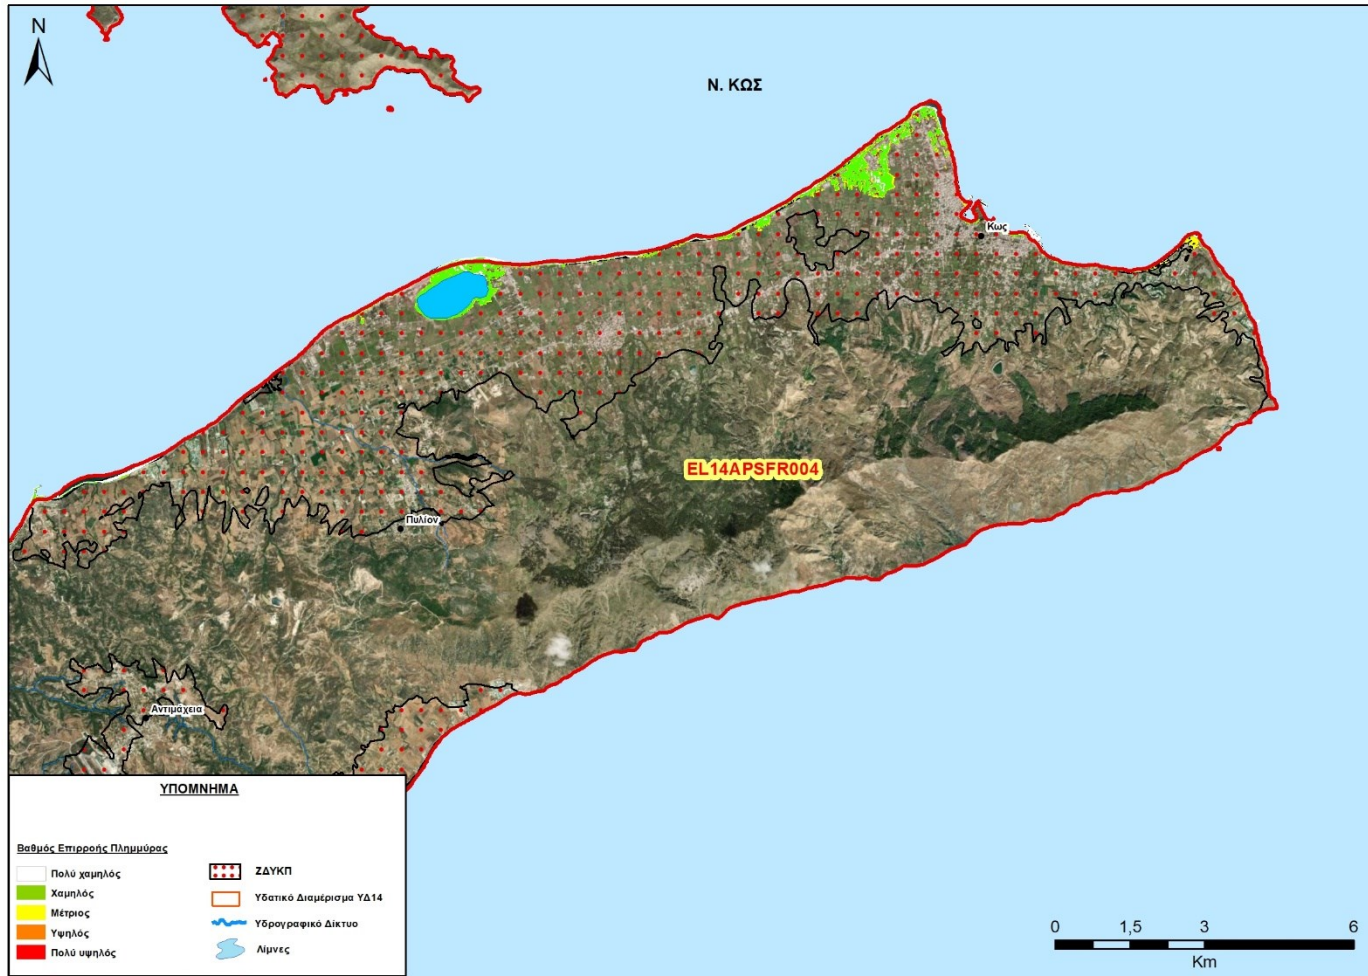 N
Ν. ΚΩΣ
Κως
EL14APSFR004
Πυλίον
Αντιμάχεια
ΥΠΟΜΝΗΜΑ
Βαθμός Επιρροής Πλημμύρας
Πολύ χαμηλός
Χαμηλός
Μέτριος
Υψηλός
Πολύ υψηλός
ΖΔΥΚΠ
Υδατικό Διαμέρισμα ΥΔ14
Υδρογραφικό Δίκτυο
Λίμνες
0 1,5 3 6
Km